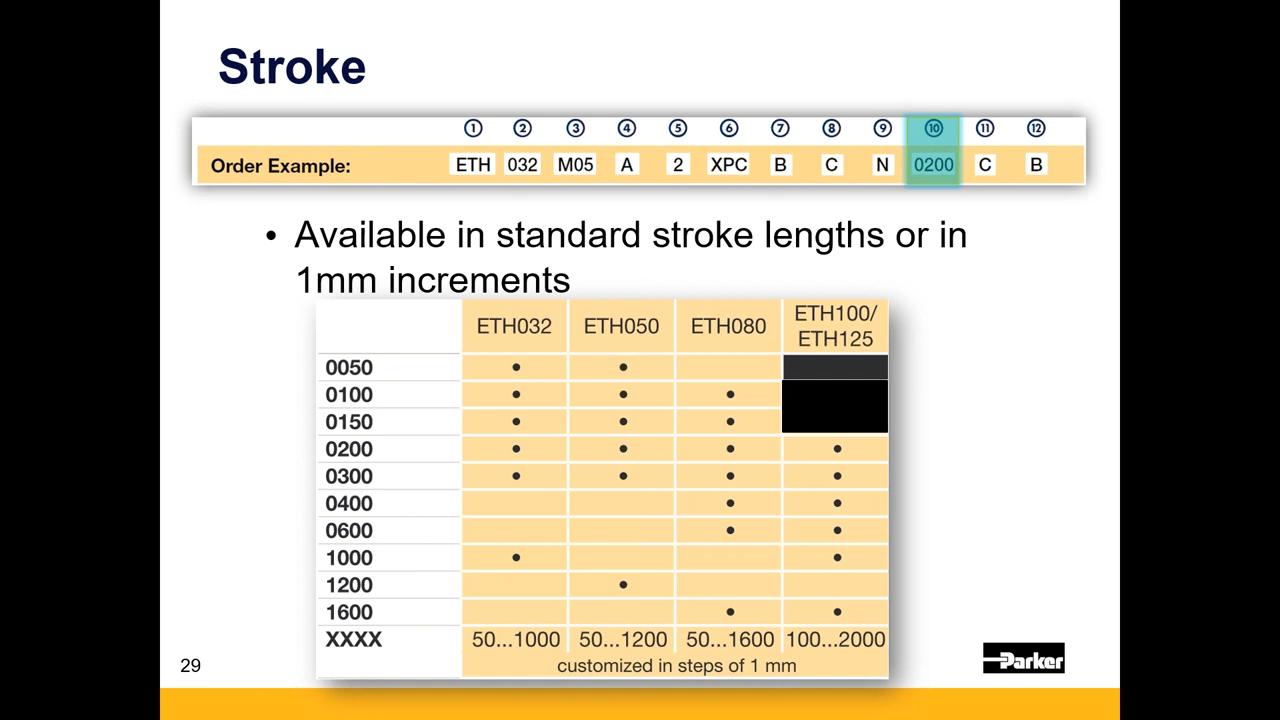 Stroke
① ② ③ ④ ⑤ ⑥ ⑦ ⑧ ⑨ ⑩ ⑪ ⑫
Order Example: ETH 032 M05 A 2 XPC B C N 0200 C B
• Available in standard stroke lengths or in
1mm increments
ETH032 ETH050 ETH080 ETH100/
ETH125
0050 • •
0100 • • •
0150 • • •
0200 • • • •
0300 • • • •
0400 • •
0600 • •
1000 • •
1200 •
1600 • •
XXXX 50...1000 50...1200 50...1600 100...2000
customized in steps of 1 mm
29
Parker